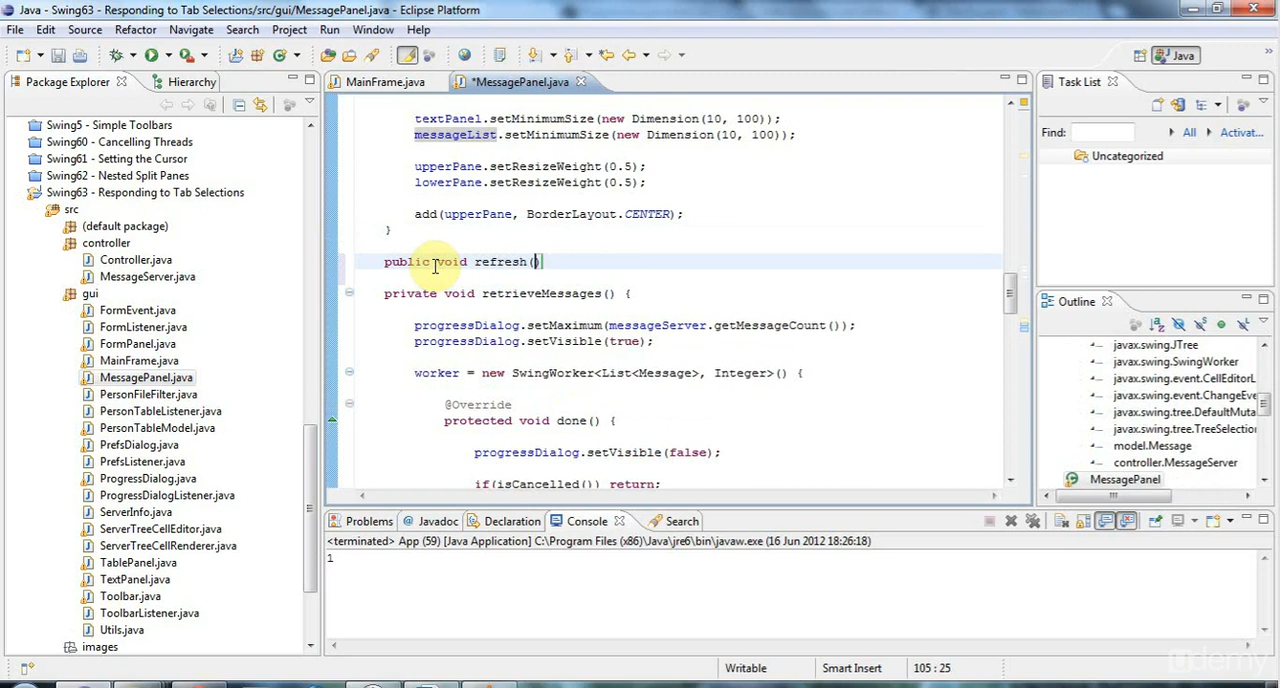 Java - Swing63 - Responding to Tab Selections/src/gui/MessagePanel.java - Eclipse Platform
File Edit Source Refactor Navigate Search Project Run Window Help
Java
Package Explorer Hierarchy
MainFrame.java *MessagePanel.java
Task List
Swing5 - Simple Toolbars
Swing60 - Cancelling Threads
Swing61 - Setting the Cursor
Swing62 - Nested Split Panes
Swing63 - Responding to Tab Selections
src
(default package)
controller
Controller.java
MessageServer.java
gui
FormEvent.java
FormListener.java
FormPanel.java
MainFrame.java
MessagePanel.java
PersonFileFilter.java
PersonTableListener.java
PersonTableModel.java
PrefsDialog.java
PrefsListener.java
ProgressDialog.java
ProgressDialogListener.java
ServerInfo.java
ServerTreeCellEditor.java
ServerTreeCellRenderer.java
TablePanel.java
TextPanel.java
Toolbar.java
ToolbarListener.java
Utils.java
images
textPanel.setMinimumSize(new Dimension(10, 100));
messageList.setMinimumSize(new Dimension(10, 100));
upperPane.setResizeWeight(0.5);
lowerPane.setResizeWeight(0.5);
add(upperPane, BorderLayout.CENTER);
}
public void refresh()
private void retrieveMessages() {
progressDialog.setMaximum(messageServer.getMessageCount());
progressDialog.setVisible(true);
worker = new SwingWorker<List<Message>, Integer>() {
@Override
protected void done() {
progressDialog.setVisible(false);
if(isCancelled()) return;
Find: All Activat...
Uncategorized
Outline
javax.swing.JTree
javax.swing.SwingWorker
javax.swing.event.CellEditorL
javax.swing.event.ChangeEve
javax.swing.tree.DefaultMuta
javax.swing.tree.TreeSelectio
model.Message
controller.MessageServer
MessagePanel
Problems Javadoc Declaration Console Search
<terminated> App (59) [Java Application] C:\Program Files (x86)\Java\jre6\bin\javaw.exe (16 Jun 2012 18:26:18)
1
Writable Smart Insert 105 : 25
udemy